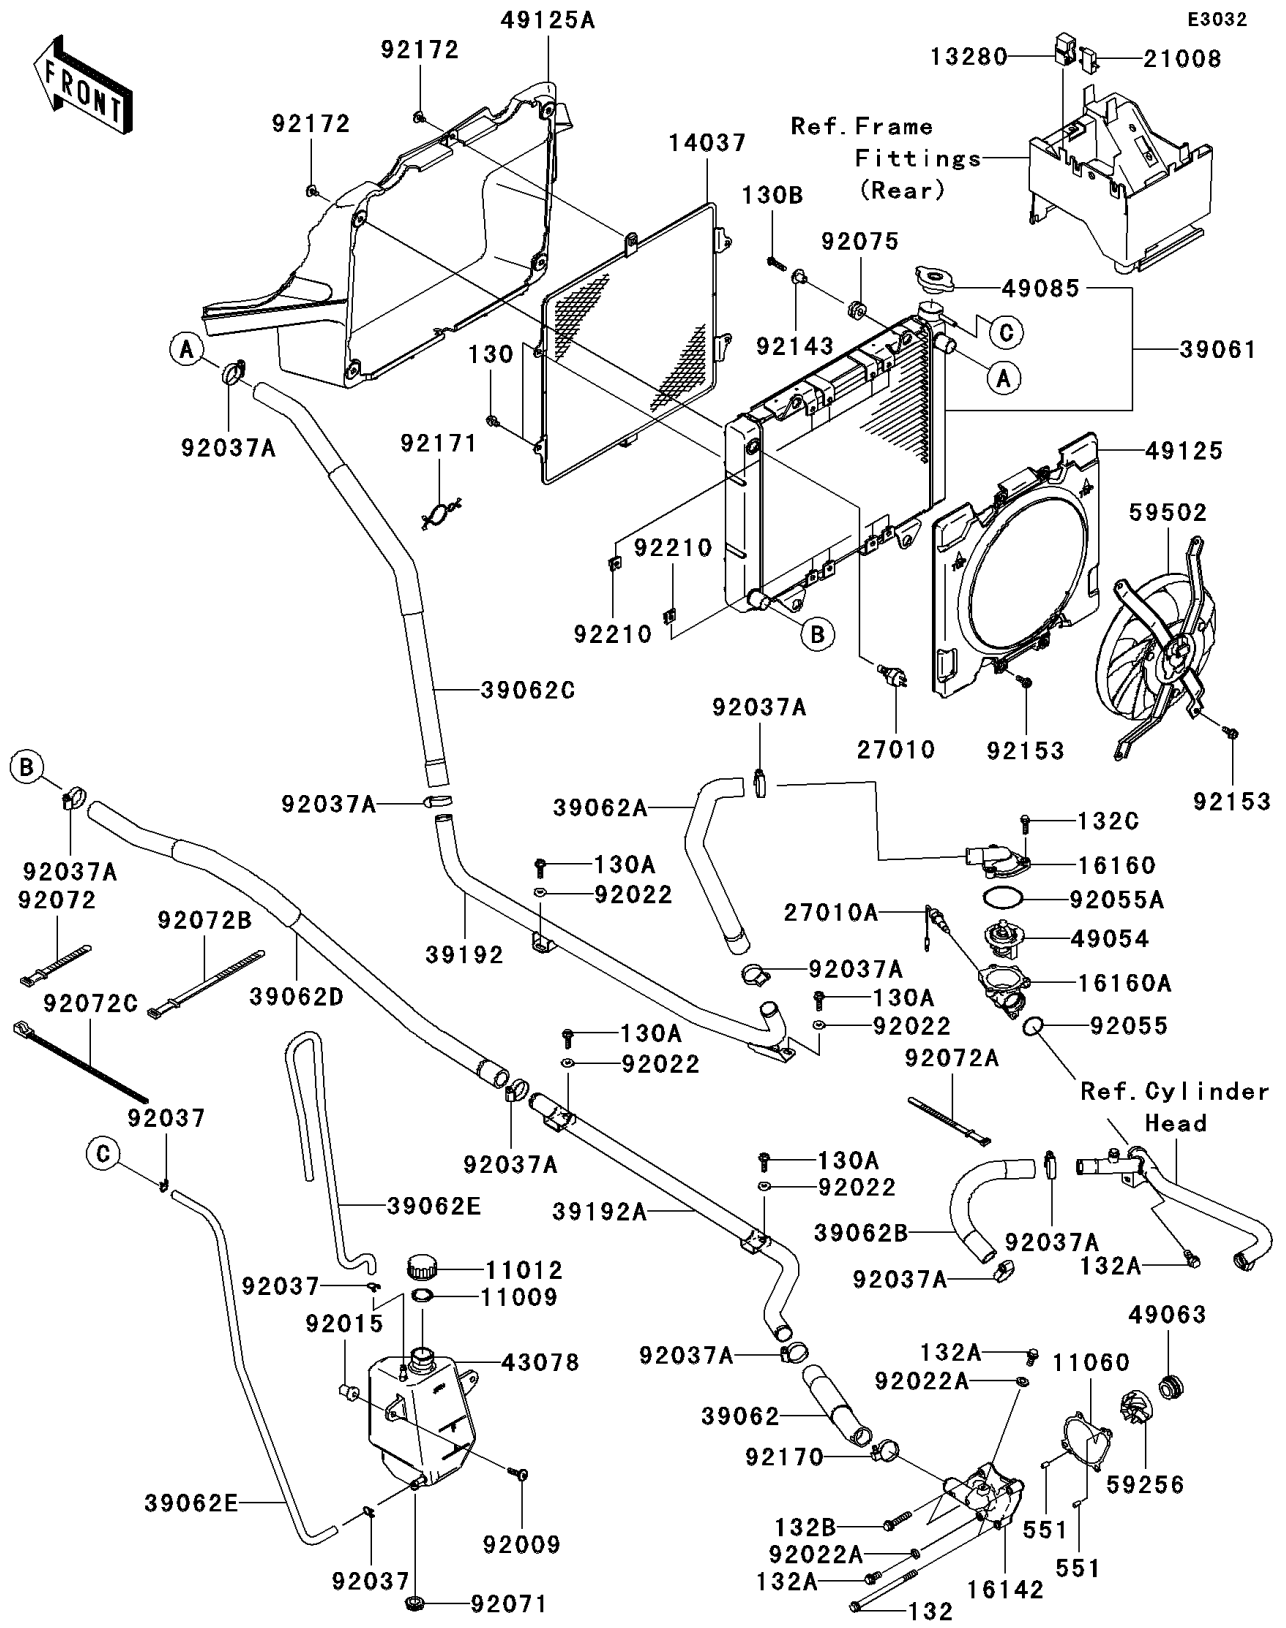 E3032
49125A
92172
13280
21008
FRONT
92172
Ref.Frame
Fittings
(Rear)
14037
130B
92075
49085
A
C
92143
39061
130
A
92037A
92171
49125
TOP
TOP
59502
92210
92210
B
39062C
92037A
27010
92153
92153
B
92037A
39062A
132C
92037A
130A
16160
92072
92022
92055A
92072B
27010A
49054
39192
92037A
16160A
39062D
130A
92072C
92022
92055
130A
92022
92072A
Ref.Cylinder
Head
92037
C
92037A
130A
92022
39062E
39192A
39062B
92037A
132A
92037A
11012
92037
11009
49063
92015
92037A
132A
11060
43078
92022A
39062
92170
59256
39062E
132B
551
92009
92022A
551
92037
132A
16142
92071
132